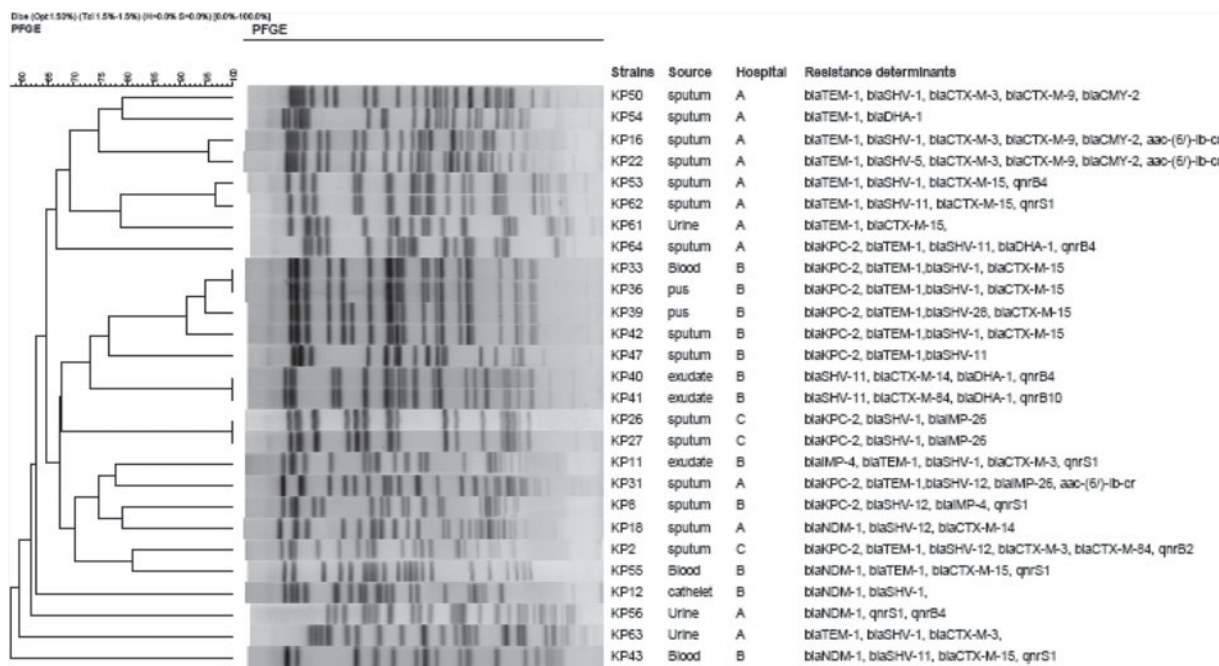 Dice (Opt:1.50%) (Tol 1.5%-1.5%) (H>0.0% S>0.0%) [0.0%-100.0%]
PFGE PFGE
60 65 70 75 80 85 90 95 100
Strains Source Hospital Resistance determinants
KP50 sputum A blaTEM-1, blaSHV-1, blaCTX-M-3, blaCTX-M-9, blaCMY-2
KP54 sputum A blaTEM-1, blaDHA-1
KP16 sputum A blaTEM-1, blaSHV-1, blaCTX-M-3, blaCTX-M-9, blaCMY-2, aac-(6/)-Ib-cr
KP22 sputum A blaTEM-1, blaSHV-5, blaCTX-M-3, blaCTX-M-9, blaCMY-2, aac-(6/)-Ib-cr
KP53 sputum A blaTEM-1, blaSHV-1, blaCTX-M-15, qnrB4
KP62 sputum A blaTEM-1, blaSHV-11, blaCTX-M-15, qnrS1
KP61 Urine A blaTEM-1, blaCTX-M-15,
KP64 sputum A blaKPC-2, blaTEM-1, blaSHV-11, blaDHA-1, qnrB4
KP33 Blood B blaKPC-2, blaTEM-1,blaSHV-1, blaCTX-M-15
KP36 pus B blaKPC-2, blaTEM-1,blaSHV-1, blaCTX-M-15
KP39 pus B blaKPC-2, blaTEM-1,blaSHV-28, blaCTX-M-15
KP42 sputum B blaKPC-2, blaTEM-1,blaSHV-1, blaCTX-M-15
KP47 sputum B blaKPC-2, blaTEM-1,blaSHV-11
KP40 exudate B blaSHV-11, blaCTX-M-14, blaDHA-1, qnrB4
KP41 exudate B blaSHV-11, blaCTX-M-84, blaDHA-1, qnrB10
KP26 sputum C blaKPC-2, blaSHV-1, blaIMP-26
KP27 sputum C blaKPC-2, blaSHV-1, blaIMP-26
KP11 exudate B blaIMP-4, blaTEM-1, blaSHV-1, blaCTX-M-3, qnrS1
KP31 sputum A blaKPC-2, blaTEM-1,blaSHV-12, blaIMP-26, aac-(6/)-Ib-cr
KP8 sputum B blaKPC-2, blaSHV-12, blaIMP-4, qnrS1
KP18 sputum A blaNDM-1, blaSHV-12, blaCTX-M-14
KP2 sputum C blaKPC-2, blaTEM-1, blaSHV-12, blaCTX-M-3, blaCTX-M-84, qnrB2
KP55 Blood B blaNDM-1, blaTEM-1, blaCTX-M-15, qnrS1
KP12 cathelet B blaNDM-1, blaSHV-1,
KP56 Urine A blaNDM-1, qnrS1, qnrB4
KP63 Urine A blaTEM-1, blaSHV-1, blaCTX-M-3,
KP43 Blood B blaNDM-1, blaSHV-11, blaCTX-M-15, qnrS1